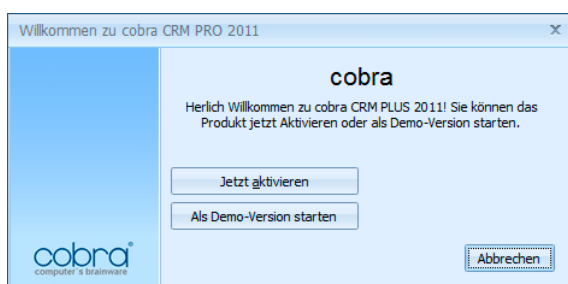 Willkommen zu cobra CRM PRO 2011
x
cobra
Herlich Willkommen zu cobra CRM PLUS 2011! Sie können das
Produkt jetzt Aktivieren oder als Demo-Version starten.
Jetzt aktivieren
Als Demo-Version starten
cobra®
computer's brainware
Abbrechen